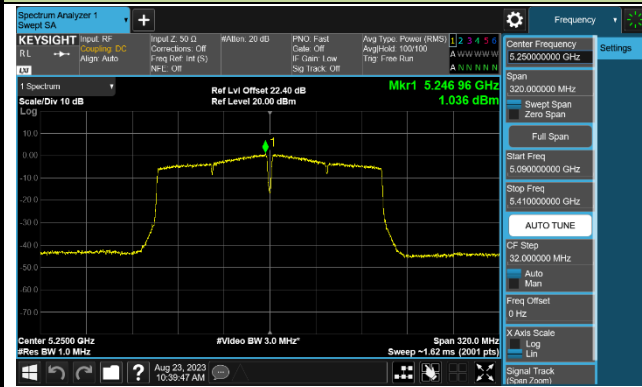 Spectrum Analyzer 1
Swept SA
+
Frequency
KEYSIGHT
RL
Input: RF
Coupling: DC
Align: Auto
Input Z: 50 Ω
Corrections: Off
Freq Ref: Int (S)
NFE: Off
#Atten: 20 dB
PNO: Fast
Gate: Off
IF Gain: Low
Sig Track: Off
Avg Type: Power (RMS)
Avg|Hold: 100/100
Trig: Free Run
1 2 3 4 5 6
A W W W W W
A N N N N N
LXI
1 Spectrum
Scale/Div 10 dB
Log
Ref Lvl Offset 22.40 dB
Ref Level 20.00 dBm
Mkr1 5.246 96 GHz
1.036 dBm
1
10.0
0.00
-10.0
-20.0
-30.0
-40.0
-50.0
-60.0
-70.0
Center 5.2500 GHz
#Res BW 1.0 MHz
#Video BW 3.0 MHz*
Span 320.0 MHz
Sweep ~1.62 ms (2001 pts)
Center Frequency
5.250000000 GHz
Settings
Span
320.000000 MHz
Swept Span
Zero Span
Full Span
Start Freq
5.090000000 GHz
Stop Freq
5.410000000 GHz
AUTO TUNE
CF Step
32.000000 MHz
Auto
Man
Freq Offset
0 Hz
X Axis Scale
Log
Lin
Signal Track
(Span Zoom)
?
Aug 23, 2023
10:39:47 AM